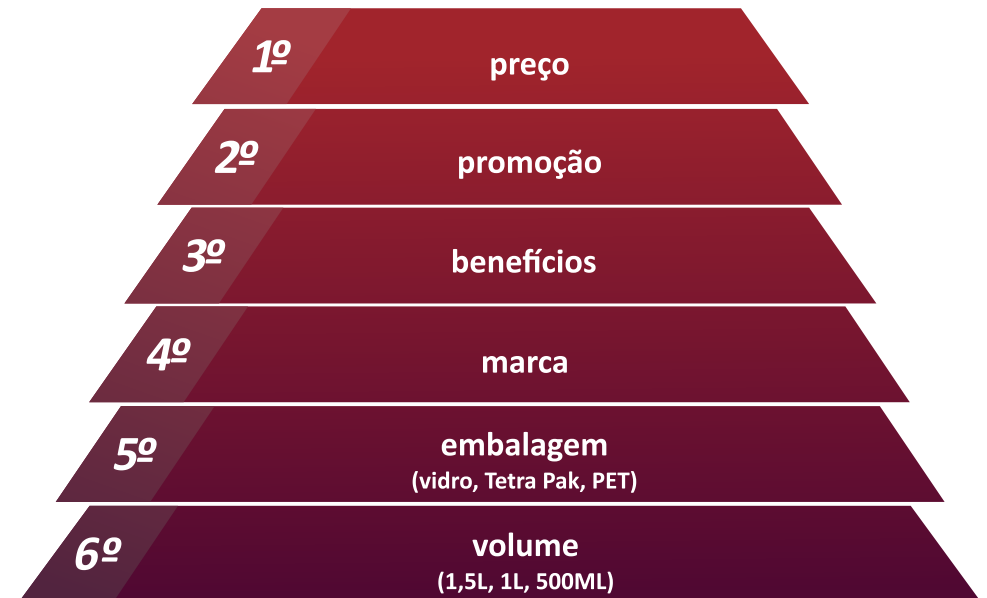 1º
preço
2º
promoção
3º
benefícios
4º
marca
5º
embalagem
(vidro, Tetra Pak, PET)
6º
volume
(1,5L, 1L, 500ML)